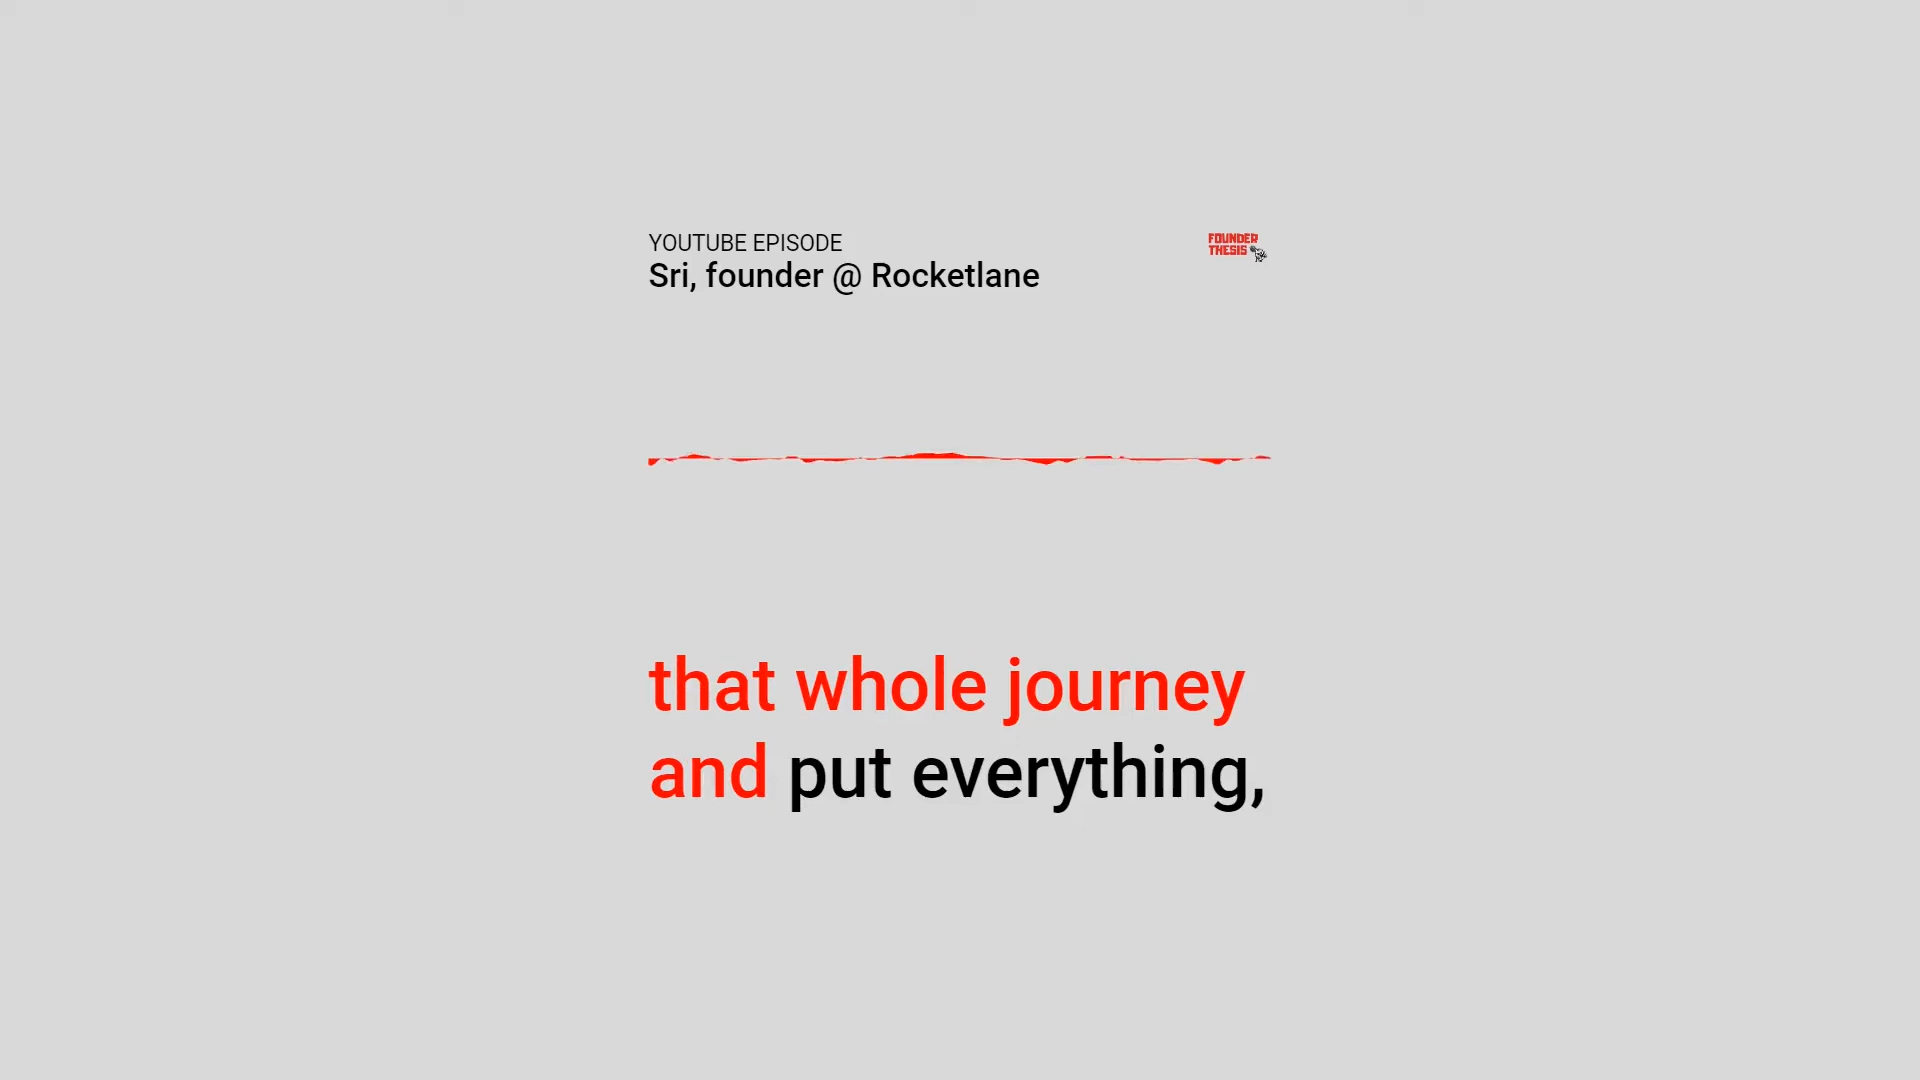 YOUTUBE EPISODE
Sri, founder @ Rocketlane
FOUNDER
THESIS
that whole journey
and put everything,